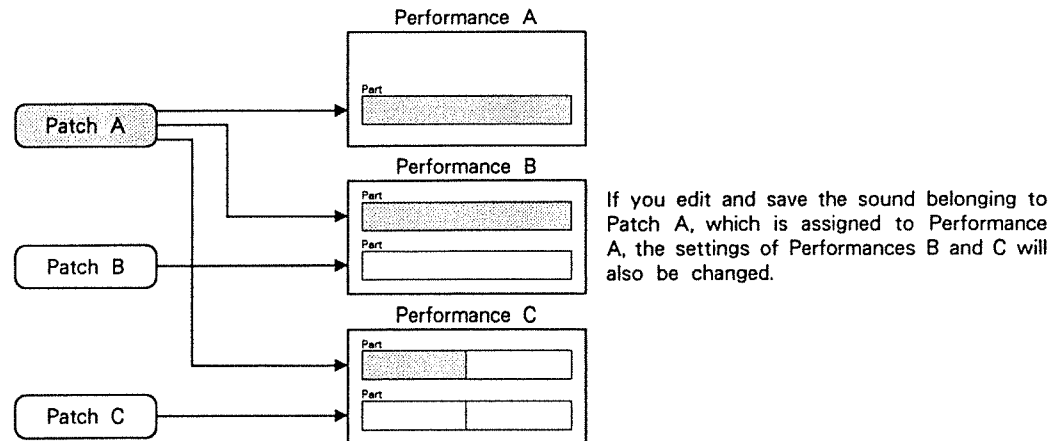 Performance A
Part
Patch A
Performance B
Part
Part
Patch B
If you edit and save the sound belonging to
Patch A, which is assigned to Performance
A, the settings of Performances B and C will
also be changed.
Performance C
Part
Part
Patch C